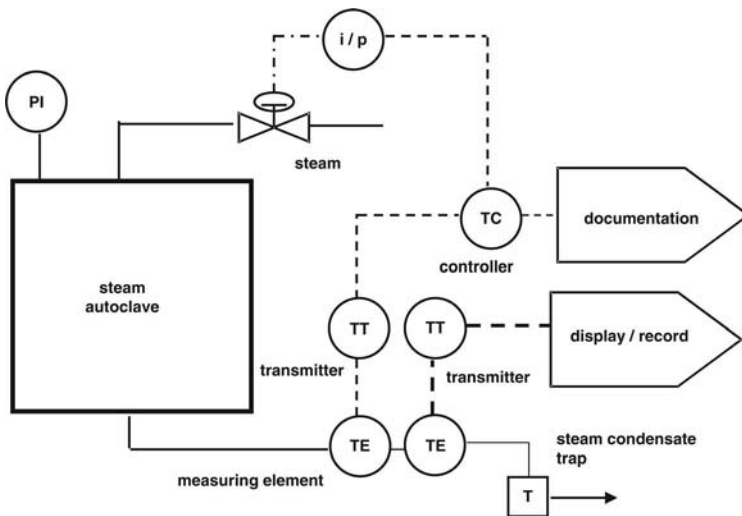 i / p
PI
steam
TC
documentation
controller
steam
autoclave
TT
TT
display / record
transmitter
transmitter
TE
TE
steam condensate
trap
measuring element
T